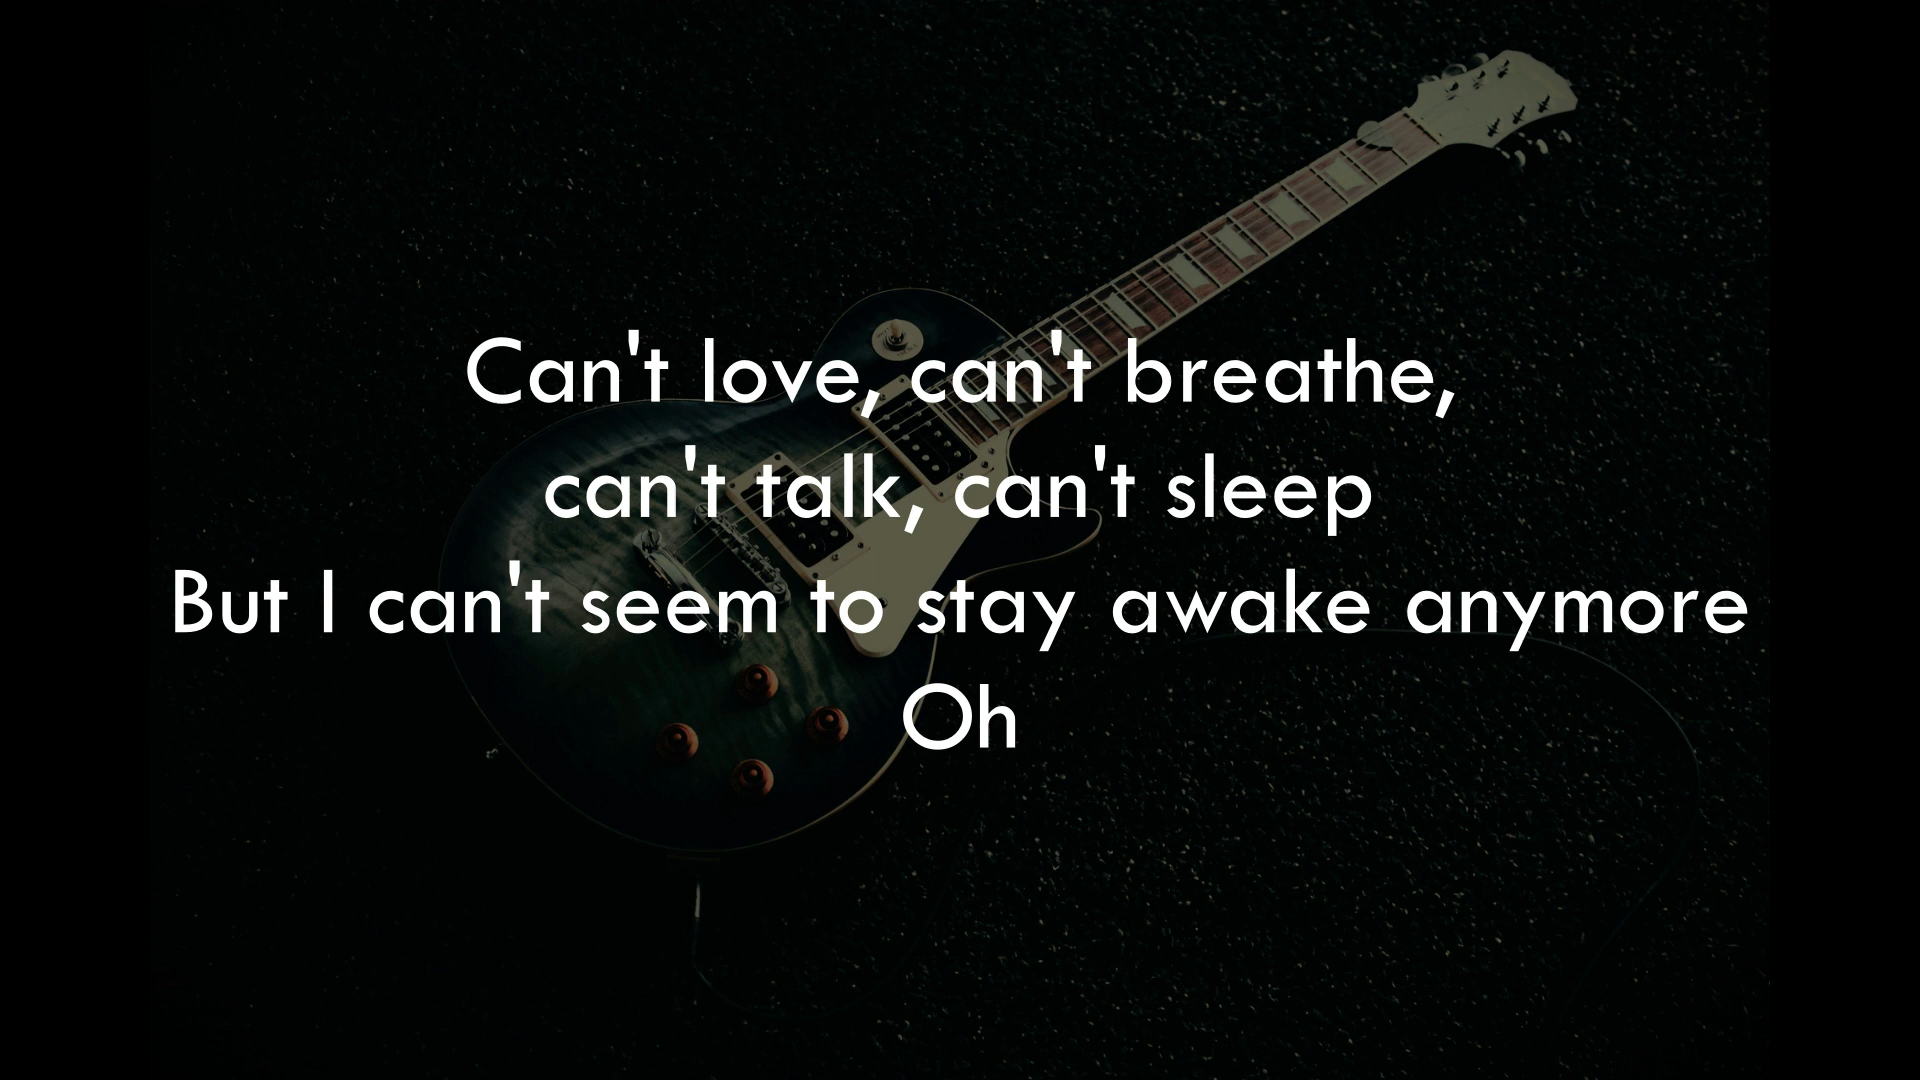 Can't love, can't breathe,
can't talk, can't sleep
But I can't seem to stay awake anymore
Oh